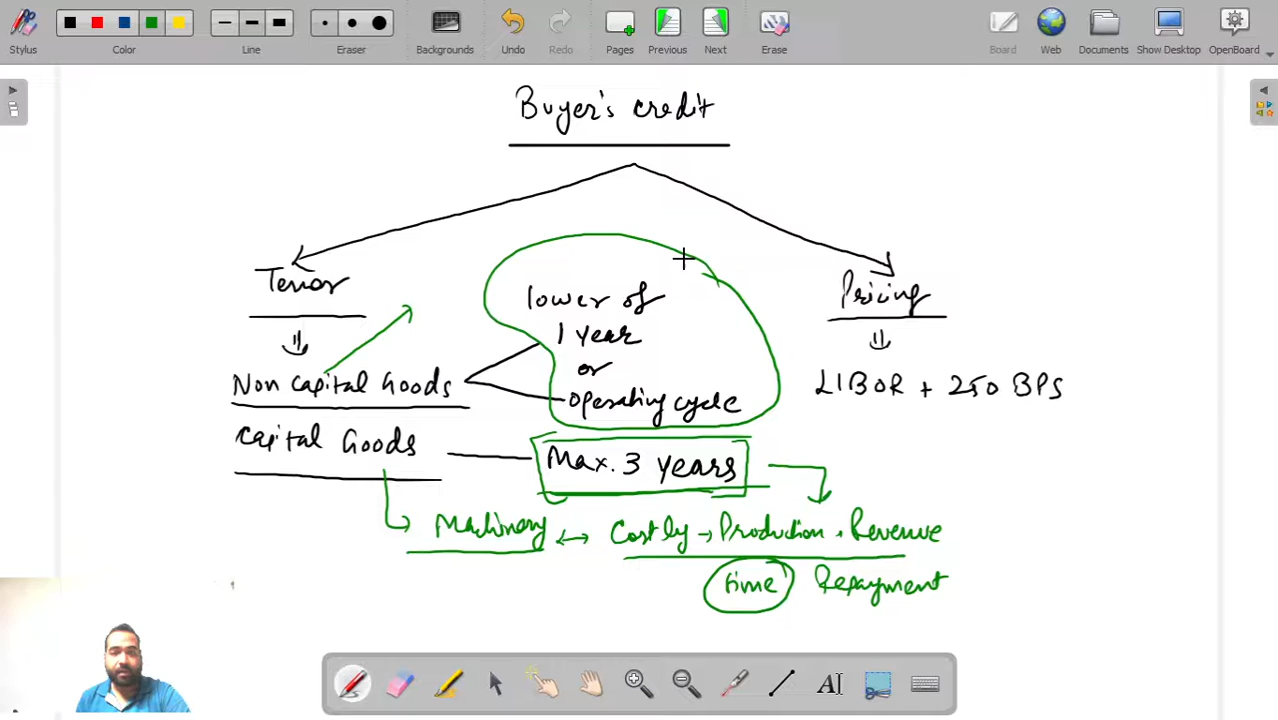 Stylus
Color
Line
Eraser
Backgrounds
Undo
Redo
Pages
Previous
Next
Erase
Board
Web
Documents
Show Desktop
OpenBoard
Buyer's credit
Tenor
Pricing
lower of
1 year
or
operating cycle
Non Capital Goods
LIBOR + 250 BPS
Capital Goods
Max. 3 years
Machinery ↔ Costly → Production . Revenue
time Repayment
AI